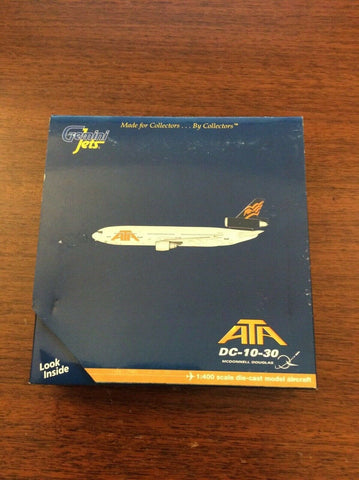 Gemini Jets
Made for Collectors . . . By Collectors™
ATA
ATA
DC-10-30
MCDONNELL DOUGLAS
Look
Inside
1:400 scale die-cast model aircraft